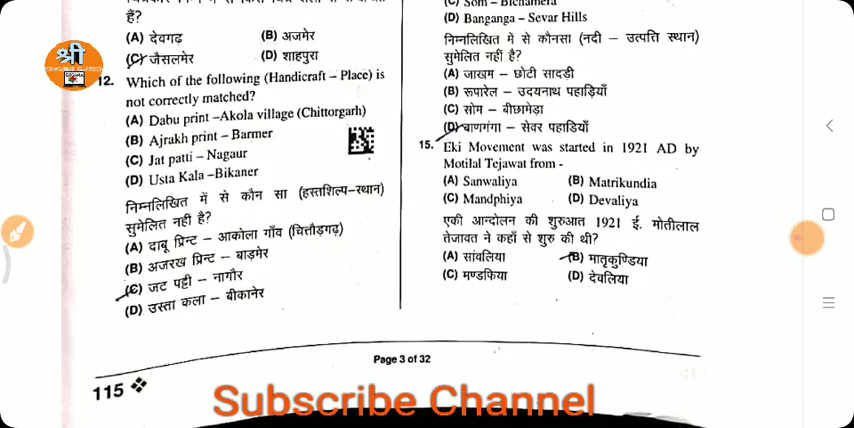 हैं?
(A) देवगढ़ (B) अजमेर
(C) जैसलमेर (D) शाहपुरा
12. Which of the following (Handicraft – Place) is
not correctly matched?
(A) Dabu print –Akola village (Chittorgarh)
(B) Ajrakh print – Barmer
(C) Jat patti – Nagaur
(D) Usta Kala –Bikaner
निम्नलिखित में से कौन सा (हस्तशिल्प–स्थान)
सुमेलित नहीं है?
(A) दाबू प्रिन्ट – आकोला गाँव (चित्तौड़गढ़)
(B) अजरख प्रिन्ट – बाड़मेर
(C) जट पट्टी – नागौर
(D) उस्ता कला – बीकानेर
(C) Som – Bichamera
(D) Banganga – Sevar Hills
निम्नलिखित में से कौनसा (नदी – उत्पत्ति स्थान)
सुमेलित नहीं है?
(A) जाखम – छोटी सादड़ी
(B) रूपारेल – उदयनाथ पहाड़ियाँ
(C) सोम – बीछामेड़ा
(D) बाणगंगा – सेवर पहाडियाँ
15. Eki Movement was started in 1921 AD by
Motilal Tejawat from -
(A) Sanwaliya (B) Matrikundia
(C) Mandphiya (D) Devaliya
एकी आन्दोलन की शुरुआत 1921 ई. में मोतीलाल
तेजावत ने कहाँ से शुरु की थी?
(A) सांवलिया (B) मातृकुण्डिया
(C) मण्डफिया (D) देवलिया
Page 3 of 32
115
श्री
Subscribe Channel